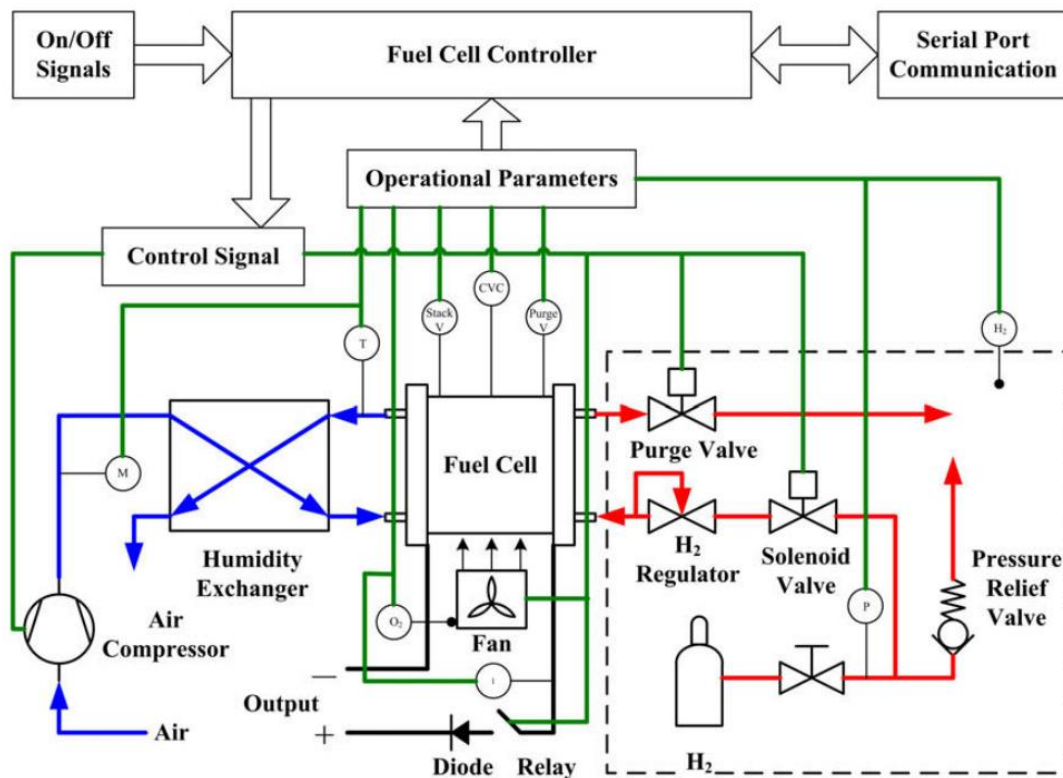 On/Off
Signals
Fuel Cell Controller
Serial Port
Communication
Operational Parameters
Control Signal
Stack
V
CVC
Purge
V
H₂
T
Purge Valve
Fuel Cell
M
H₂
Regulator
Solenoid
Valve
Pressure
Relief
Valve
Humidity
Exchanger
Air
Compressor
O₂
Fan
P
I
−
Output
+
Air
Diode
Relay
H₂